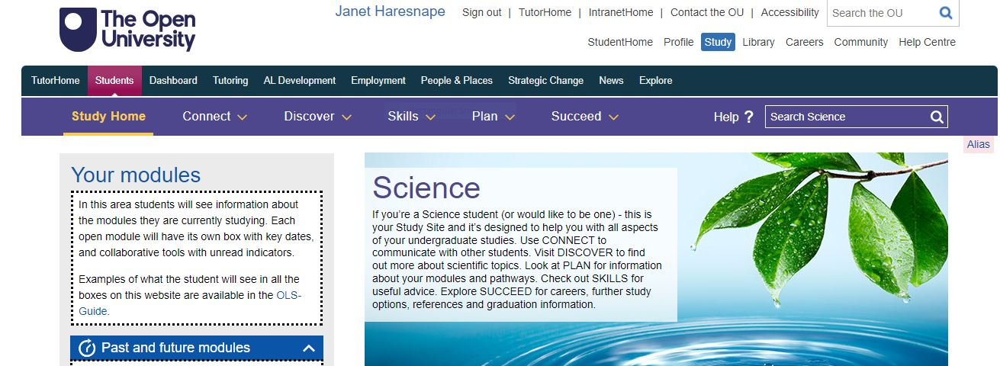 The Open
University
Janet Haresnape Sign out | TutorHome | IntranetHome | Contact the OU | Accessibility Search the OU
StudentHome Profile Study Library Careers Community Help Centre
TutorHome Students Dashboard Tutoring AL Development Employment People & Places Strategic Change News Explore
Study Home Connect Discover Skills Plan Succeed Help ? Search Science
Alias
Your modules
In this area students will see information about
the modules they are currently studying. Each
open module will have its own box with key dates,
and collaborative tools with unread indicators.
Examples of what the student will see in all the
boxes on this website are available in the OLS-
Guide.
Past and future modules
Science
If you're a Science student (or would like to be one) - this is
your Study Site and it's designed to help you with all aspects
of your undergraduate studies. Use CONNECT to
communicate with other students. Visit DISCOVER to find
out more about scientific topics. Look at PLAN for information
about your modules and pathways. Check out SKILLS for
useful advice. Explore SUCCEED for careers, further study
options, references and graduation information.